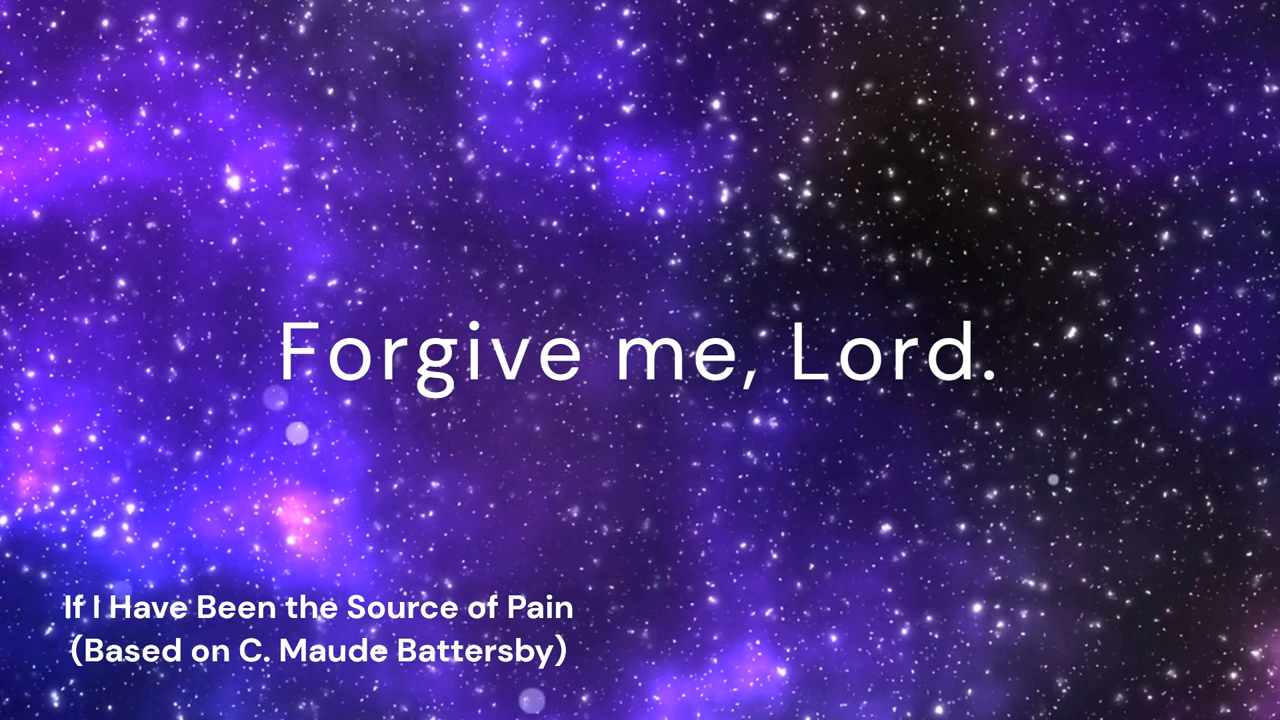 Forgive me, Lord.
If I Have Been the Source of Pain
(Based on C. Maude Battersby)